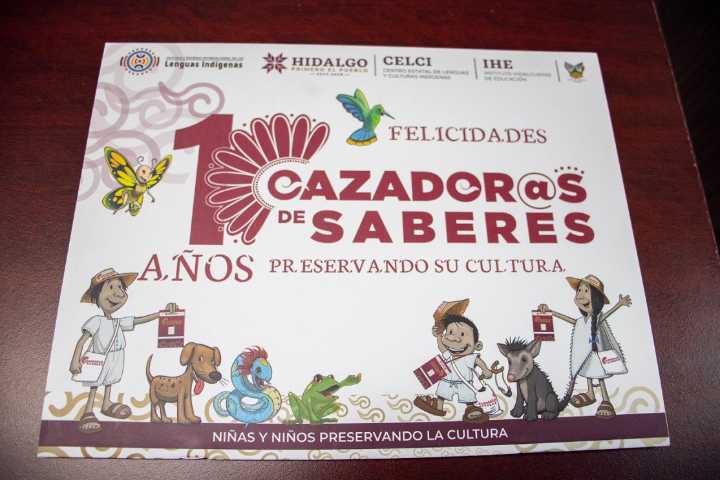 Lenguas Indígenas
HIDALGO
PRIMERO EL PUEBLO
CELCI
CENTRO ESTATAL DE LENGUAS
Y CULTURAS INDÍGENAS
IHE
INSTITUTO HIDALGUENSE
DE EDUCACIÓN
FELICIDADES
10
CAZADOR@S
DE SABERES
AÑOS PRESERVANDO SU CULTURA
NIÑAS Y NIÑOS PRESERVANDO LA CULTURA